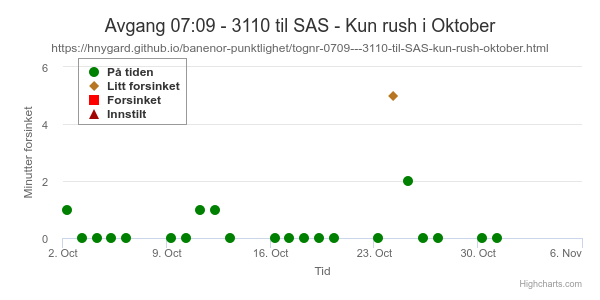 Avgang 07:09 - 3110 til SAS - Kun rush i Oktober
https://hnygard.github.io/banenor-punktlighet/tognr-0709---3110-til-SAS-kun-rush-oktober.html
På tiden
Litt forsinket
Forsinket
Innstilt
Minutter forsinket
6
4
2
0
2. Oct
9. Oct
16. Oct
23. Oct
30. Oct
6. Nov
Tid
Highcharts.com